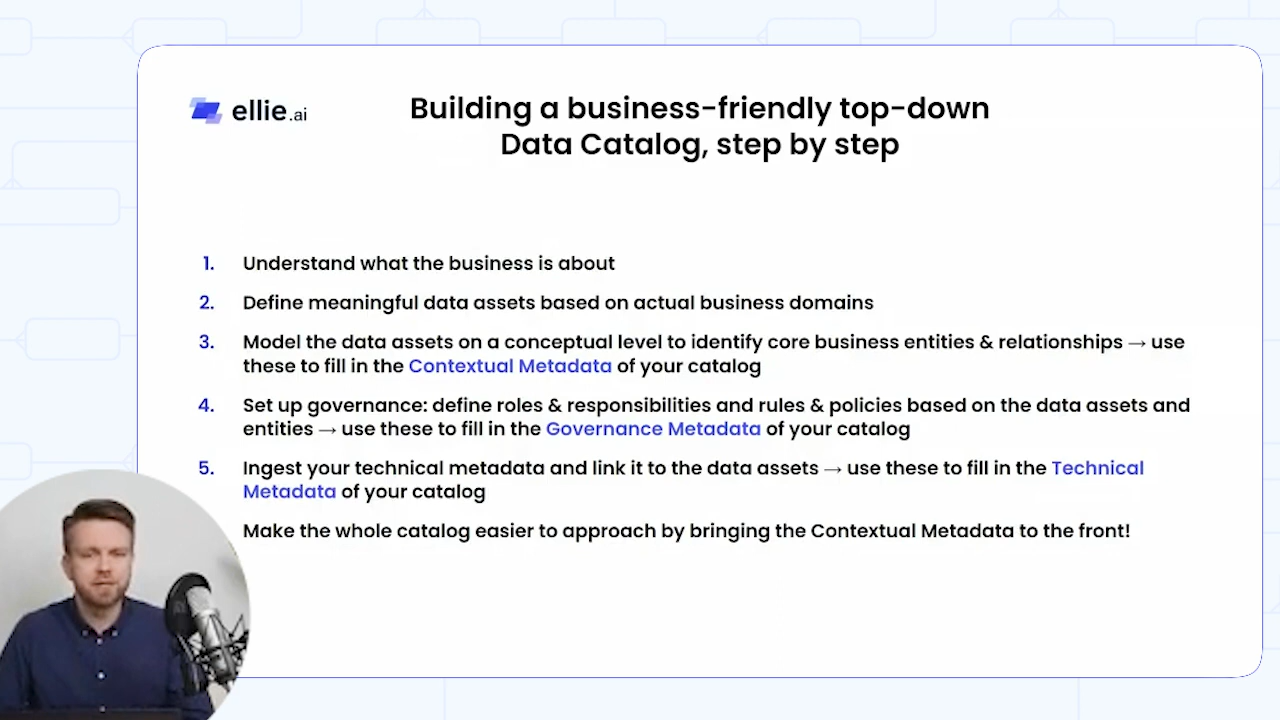 ellie.ai
Building a business-friendly top-down
Data Catalog, step by step
1. Understand what the business is about
2. Define meaningful data assets based on actual business domains
3. Model the data assets on a conceptual level to identify core business entities & relationships → use
these to fill in the Contextual Metadata of your catalog
4. Set up governance: define roles & responsibilities and rules & policies based on the data assets and
entities → use these to fill in the Governance Metadata of your catalog
5. Ingest your technical metadata and link it to the data assets → use these to fill in the Technical
Metadata of your catalog
Make the whole catalog easier to approach by bringing the Contextual Metadata to the front!